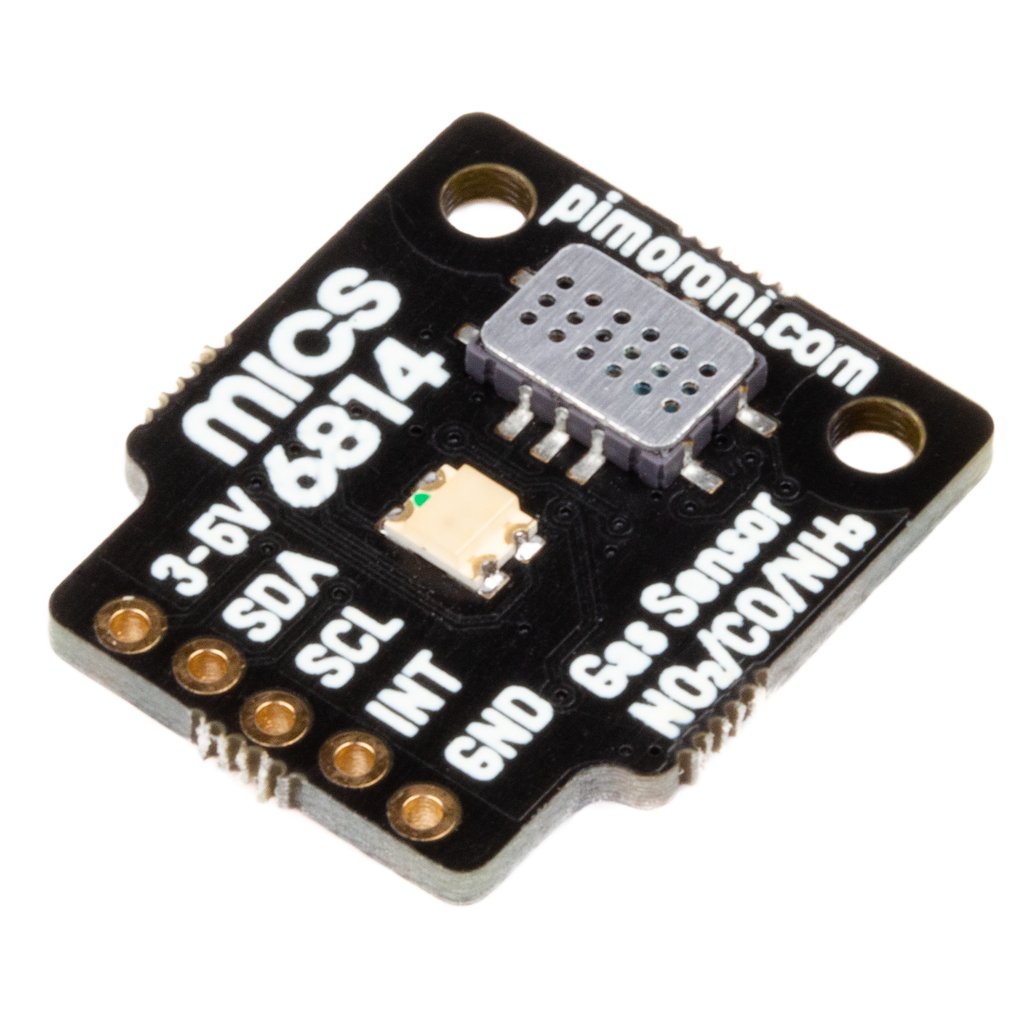 pimoroni.com
MICS
6814
3-5V
SDA
SCL
INT
GND
Gas Sensor
NO₂/CO/NH₃